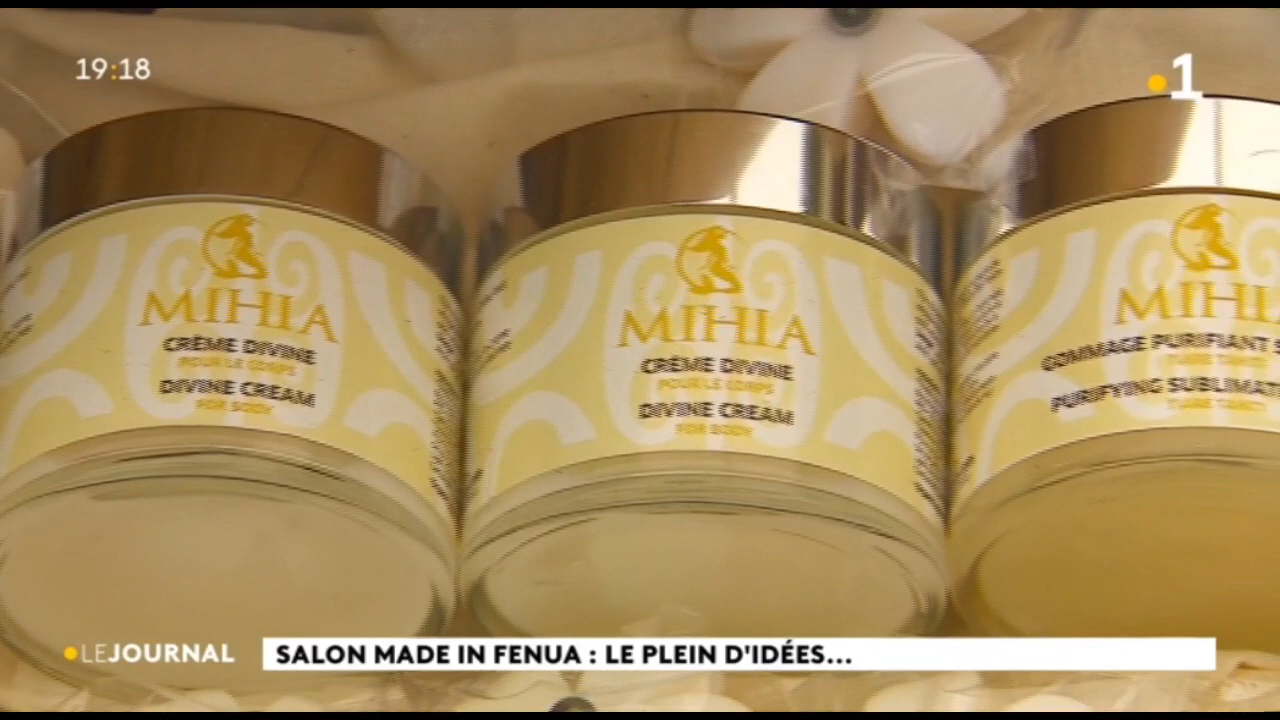 19:18
1
MIHIA
CRÈME DIVINE
POUR LE CORPS
DIVINE CREAM
FOR BODY
MIHIA
CRÈME DIVINE
POUR LE CORPS
DIVINE CREAM
FOR BODY
MIHI
GOMMAGE PURIFIANT S
PURIFYING SUBLIMAT
LEJOURNAL
SALON MADE IN FENUA : LE PLEIN D'IDÉES...